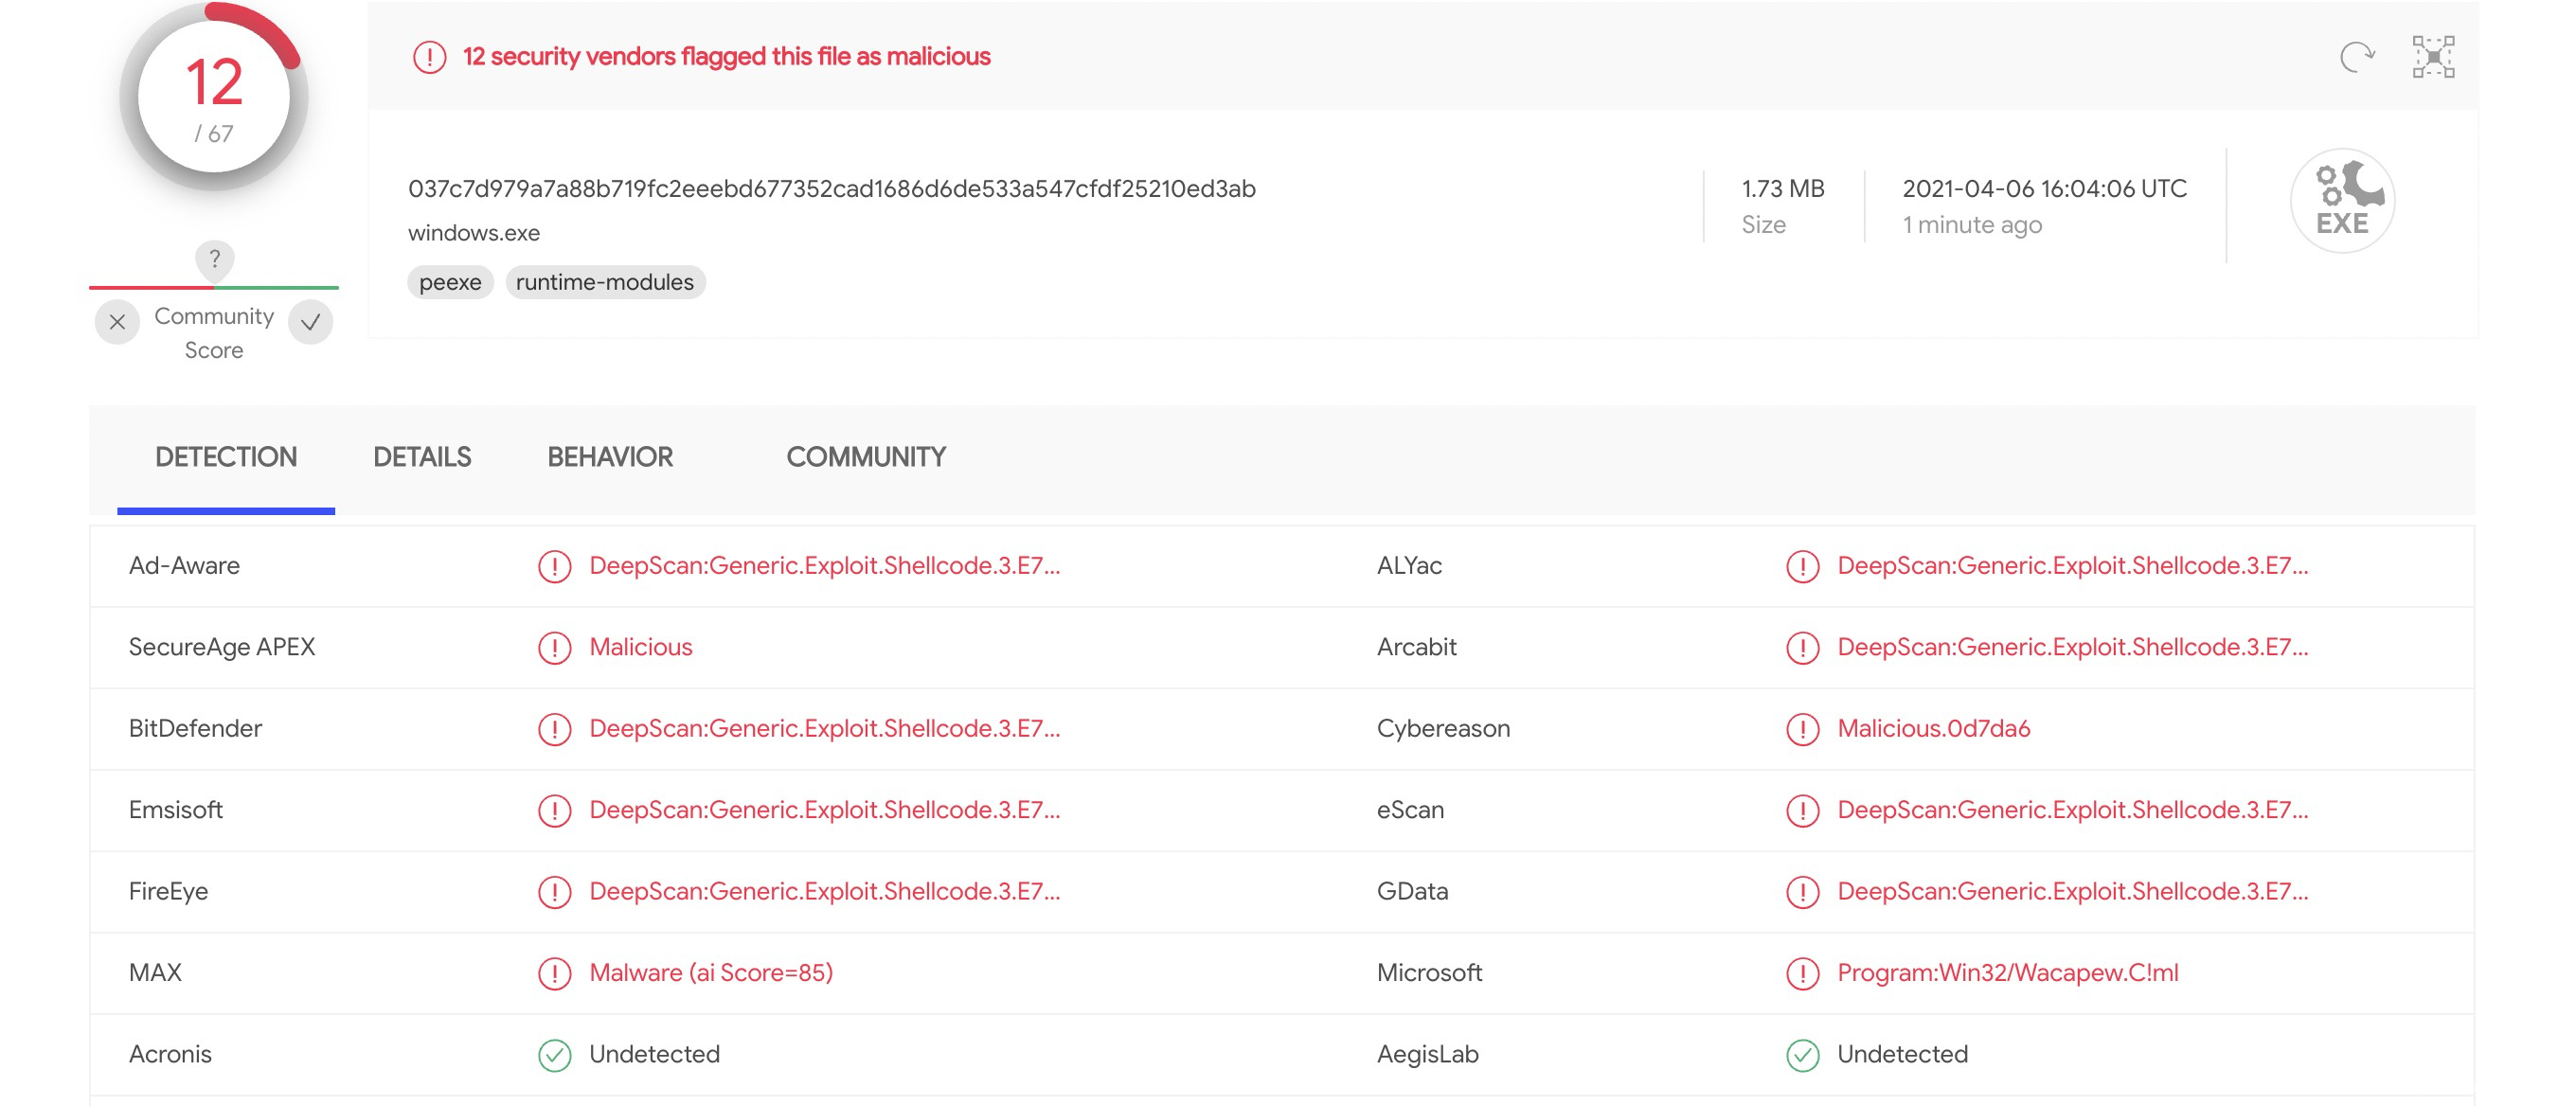 12
/ 67
?
Community
Score
12 security vendors flagged this file as malicious
037c7d979a7a88b719fc2eeebd677352cad1686d6de533a547cfdf25210ed3ab
windows.exe
peexe
runtime-modules
1.73 MB
Size
2021-04-06 16:04:06 UTC
1 minute ago
EXE
DETECTION DETAILS BEHAVIOR COMMUNITY
Ad-Aware DeepScan:Generic.Exploit.Shellcode.3.E7... ALYac DeepScan:Generic.Exploit.Shellcode.3.E7...
SecureAge APEX Malicious Arcabit DeepScan:Generic.Exploit.Shellcode.3.E7...
BitDefender DeepScan:Generic.Exploit.Shellcode.3.E7... Cybereason Malicious.0d7da6
Emsisoft DeepScan:Generic.Exploit.Shellcode.3.E7... eScan DeepScan:Generic.Exploit.Shellcode.3.E7...
FireEye DeepScan:Generic.Exploit.Shellcode.3.E7... GData DeepScan:Generic.Exploit.Shellcode.3.E7...
MAX Malware (ai Score=85) Microsoft Program:Win32/Wacapew.C!ml
Acronis Undetected AegisLab Undetected